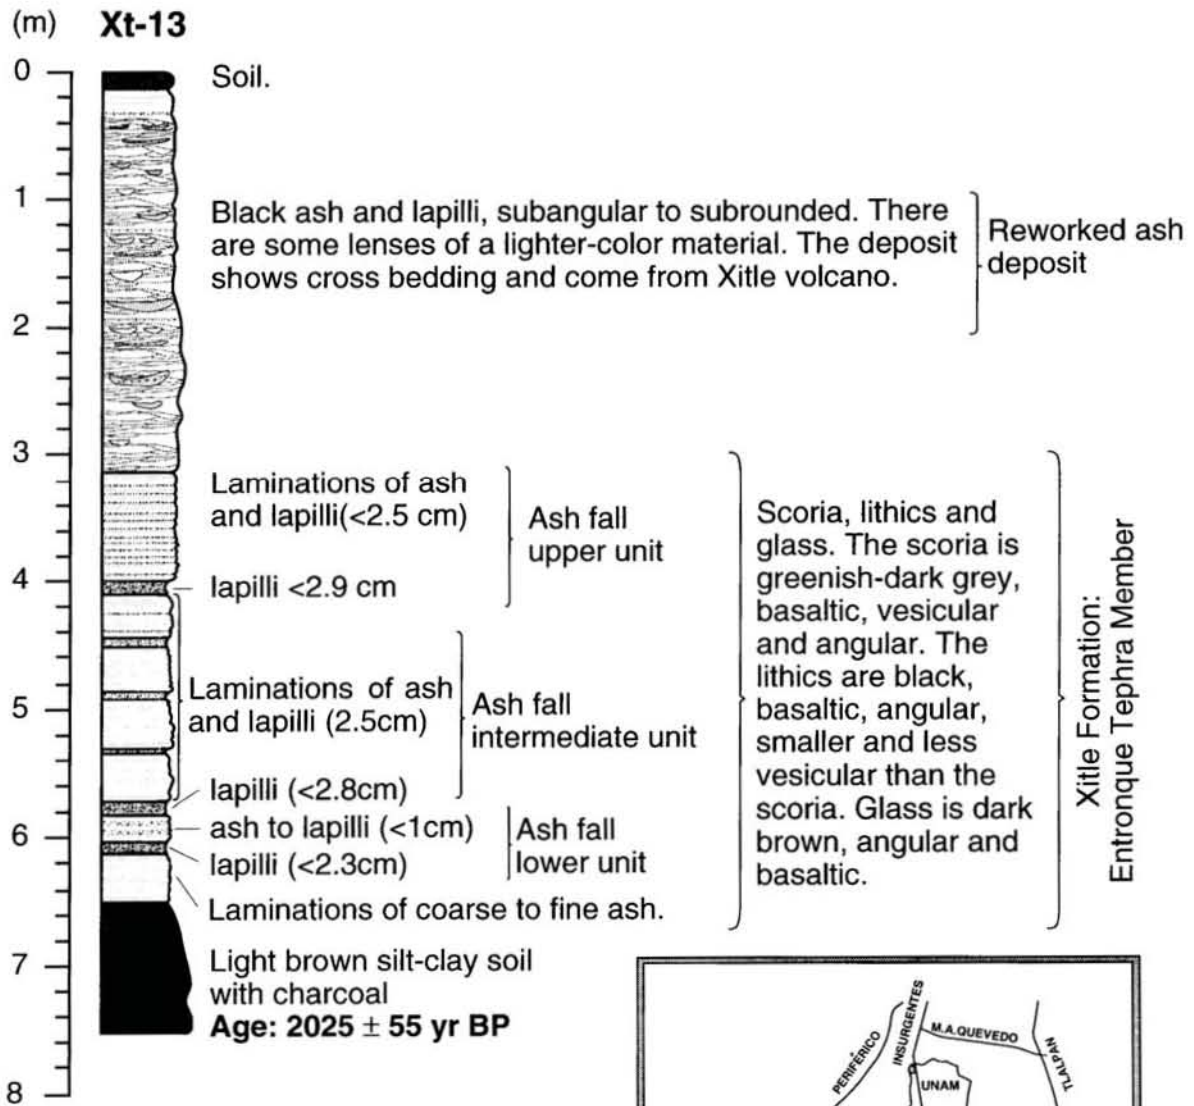 (m) Xt-13
0
Soil.
1
Black ash and lapilli, subangular to subrounded. There
are some lenses of a lighter-color material. The deposit
shows cross bedding and come from Xitle volcano.
Reworked ash
deposit
2
3
Laminations of ash
and lapilli(<2.5 cm)
Ash fall
upper unit
4
lapilli <2.9 cm
Laminations of ash
and lapilli (2.5cm)
Ash fall
intermediate unit
5
lapilli (<2.8cm)
6
ash to lapilli (<1cm)
lapilli (<2.3cm)
Ash fall
lower unit
Laminations of coarse to fine ash.
Scoria, lithics and
glass. The scoria is
greenish-dark grey,
basaltic, vesicular
and angular. The
lithics are black,
basaltic, angular,
smaller and less
vesicular than the
scoria. Glass is dark
brown, angular and
basaltic.
Xitle Formation:
Entronque Tephra Member
7
Light brown silt-clay soil
with charcoal
Age: 2025 ± 55 yr BP
8
PERIFÉRICO
INSURGENTES
M.A.QUEVEDO
TLALPAN
UNAM